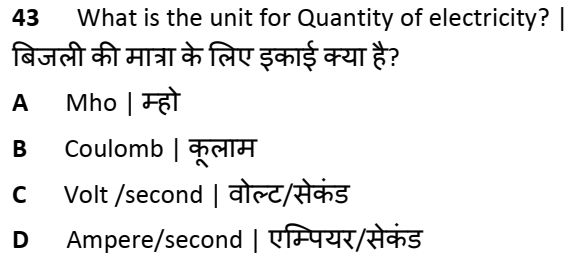 43 What is the unit for Quantity of electricity? |
बिजली की मात्रा के लिए इकाई क्या है?
A Mho | म्हो
B Coulomb | कूलाम
C Volt /second | वोल्ट/सेकंड
D Ampere/second | एम्पियर/सेकंड